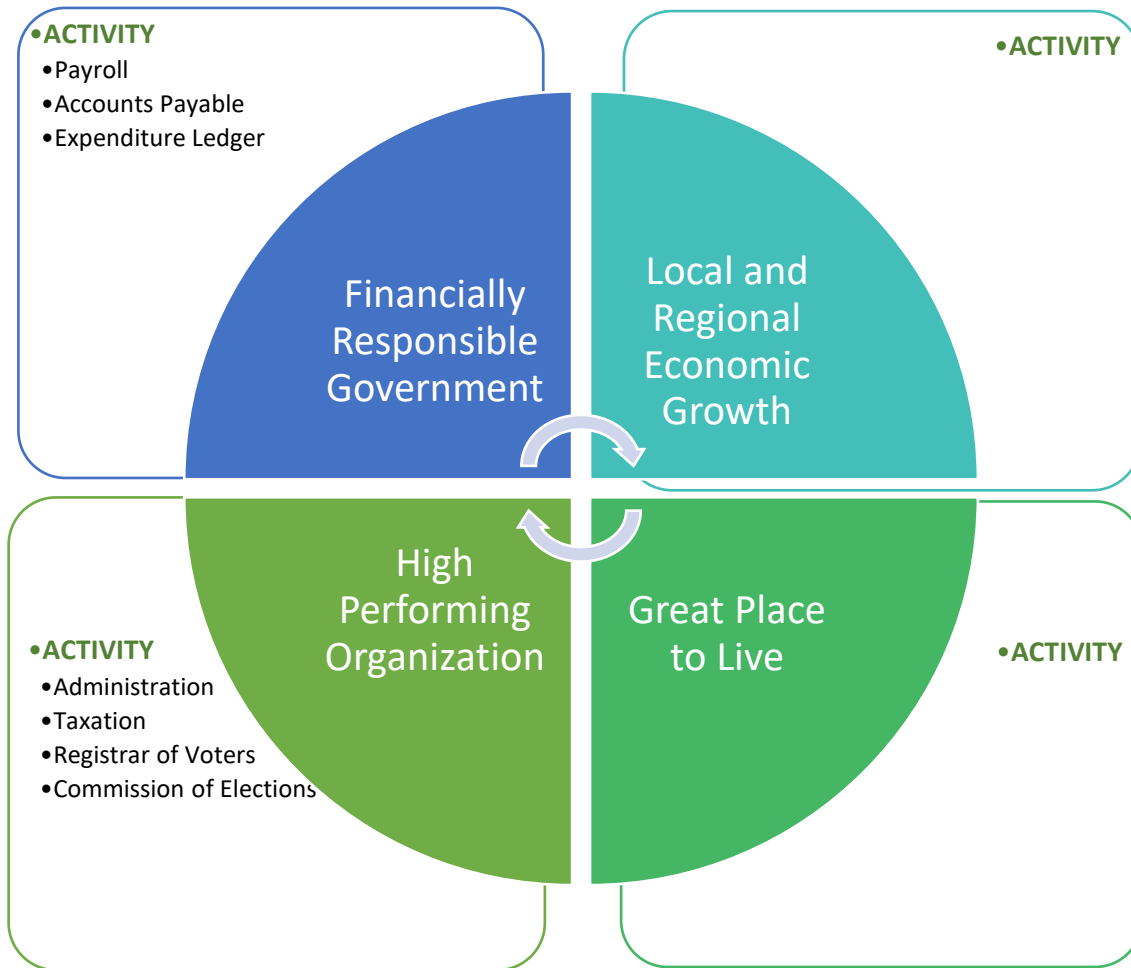 •ACTIVITY
•Payroll
•Accounts Payable
•Expenditure Ledger
•ACTIVITY
Financially
Responsible
Government
Local and
Regional
Economic
Growth
High
Performing
Organization
Great Place
to Live
•ACTIVITY
•Administration
•Taxation
•Registrar of Voters
•Commission of Elections
•ACTIVITY